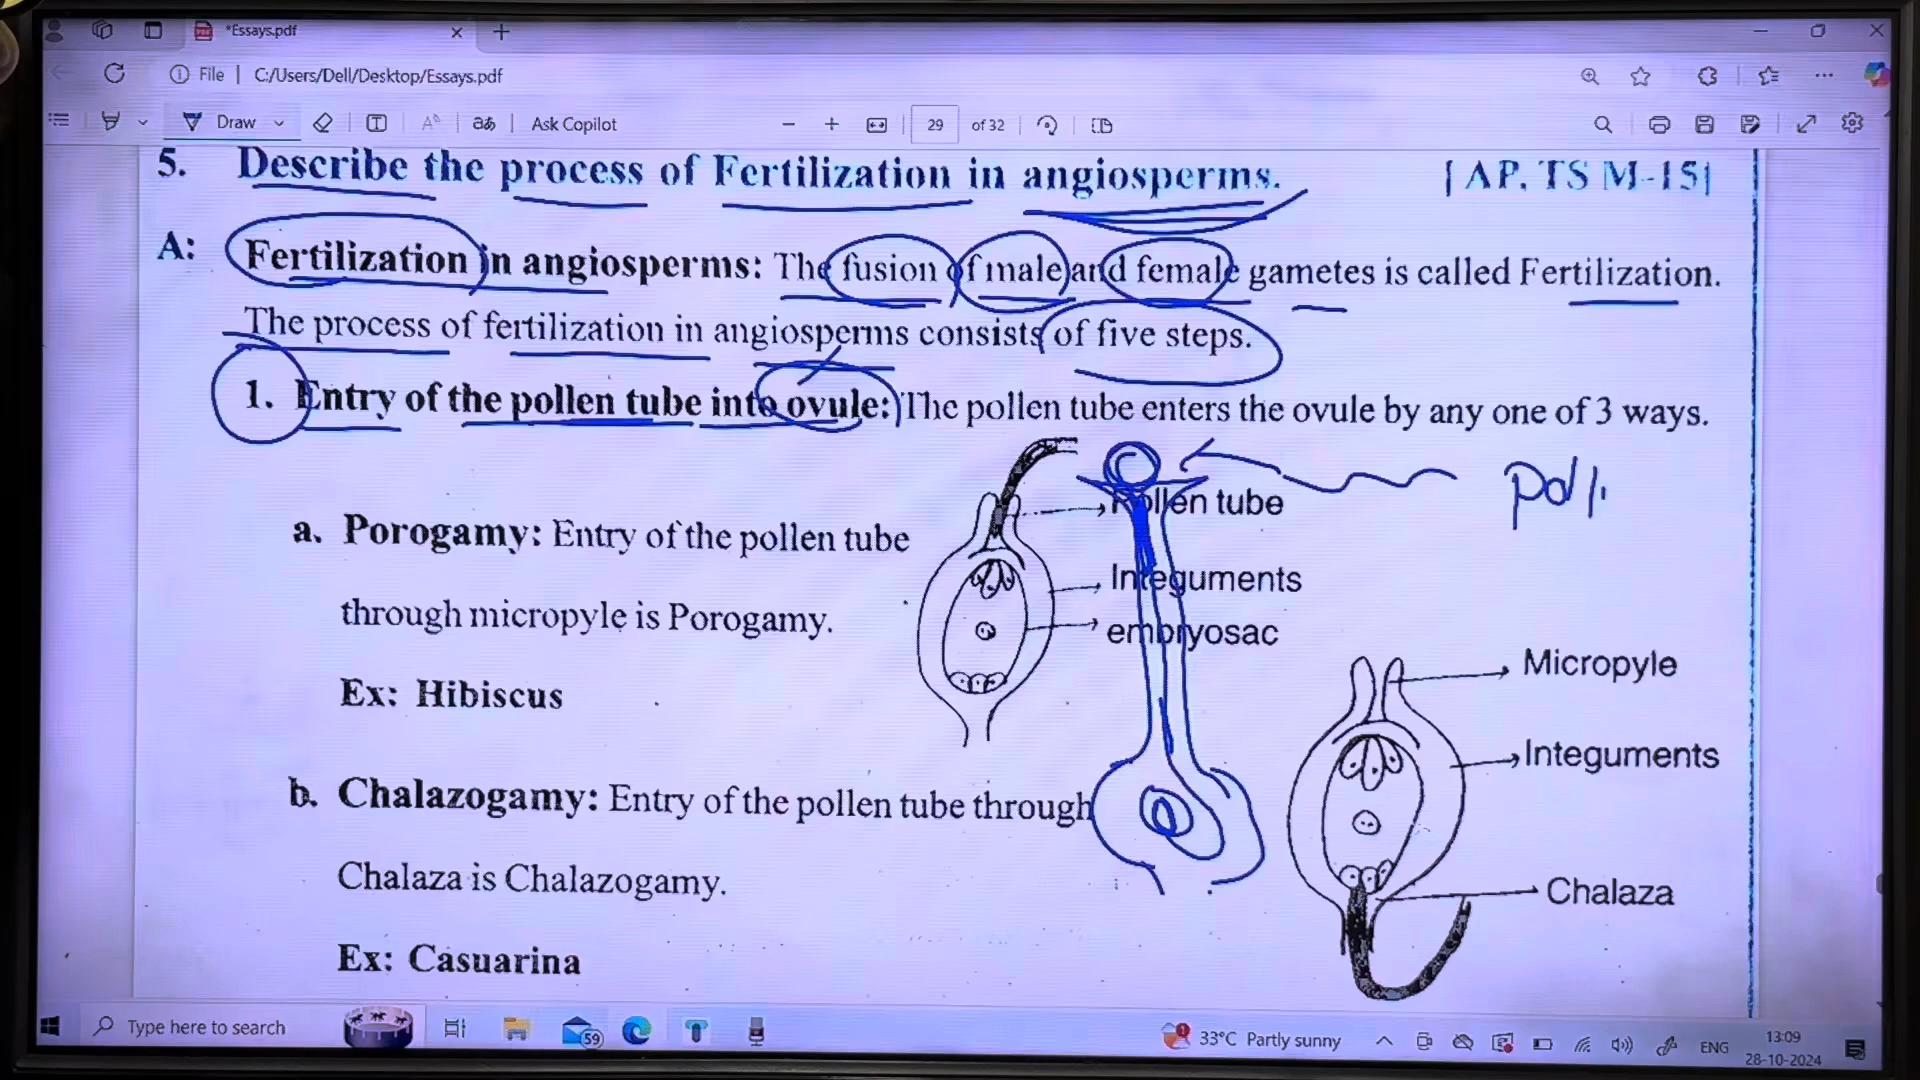 *Essays.pdf
File | C:/Users/Dell/Desktop/Essays.pdf
Draw Ask Copilot 29 of 32
5. Describe the process of Fertilization in angiosperms. [AP, TS M-15]
A: Fertilization in angiosperms: The fusion of male and female gametes is called Fertilization.
The process of fertilization in angiosperms consists of five steps.
1. Entry of the pollen tube into ovule: The pollen tube enters the ovule by any one of 3 ways.
Poll
Pollen tube
a. Porogamy: Entry of the pollen tube
Integuments
through micropyle is Porogamy.
embryosac
Ex: Hibiscus
Micropyle
Integuments
b. Chalazogamy: Entry of the pollen tube through
Chalaza is Chalazogamy.
Chalaza
Ex: Casuarina
Type here to search 59 1 33°C Partly sunny ENG 13:09
28-10-2024